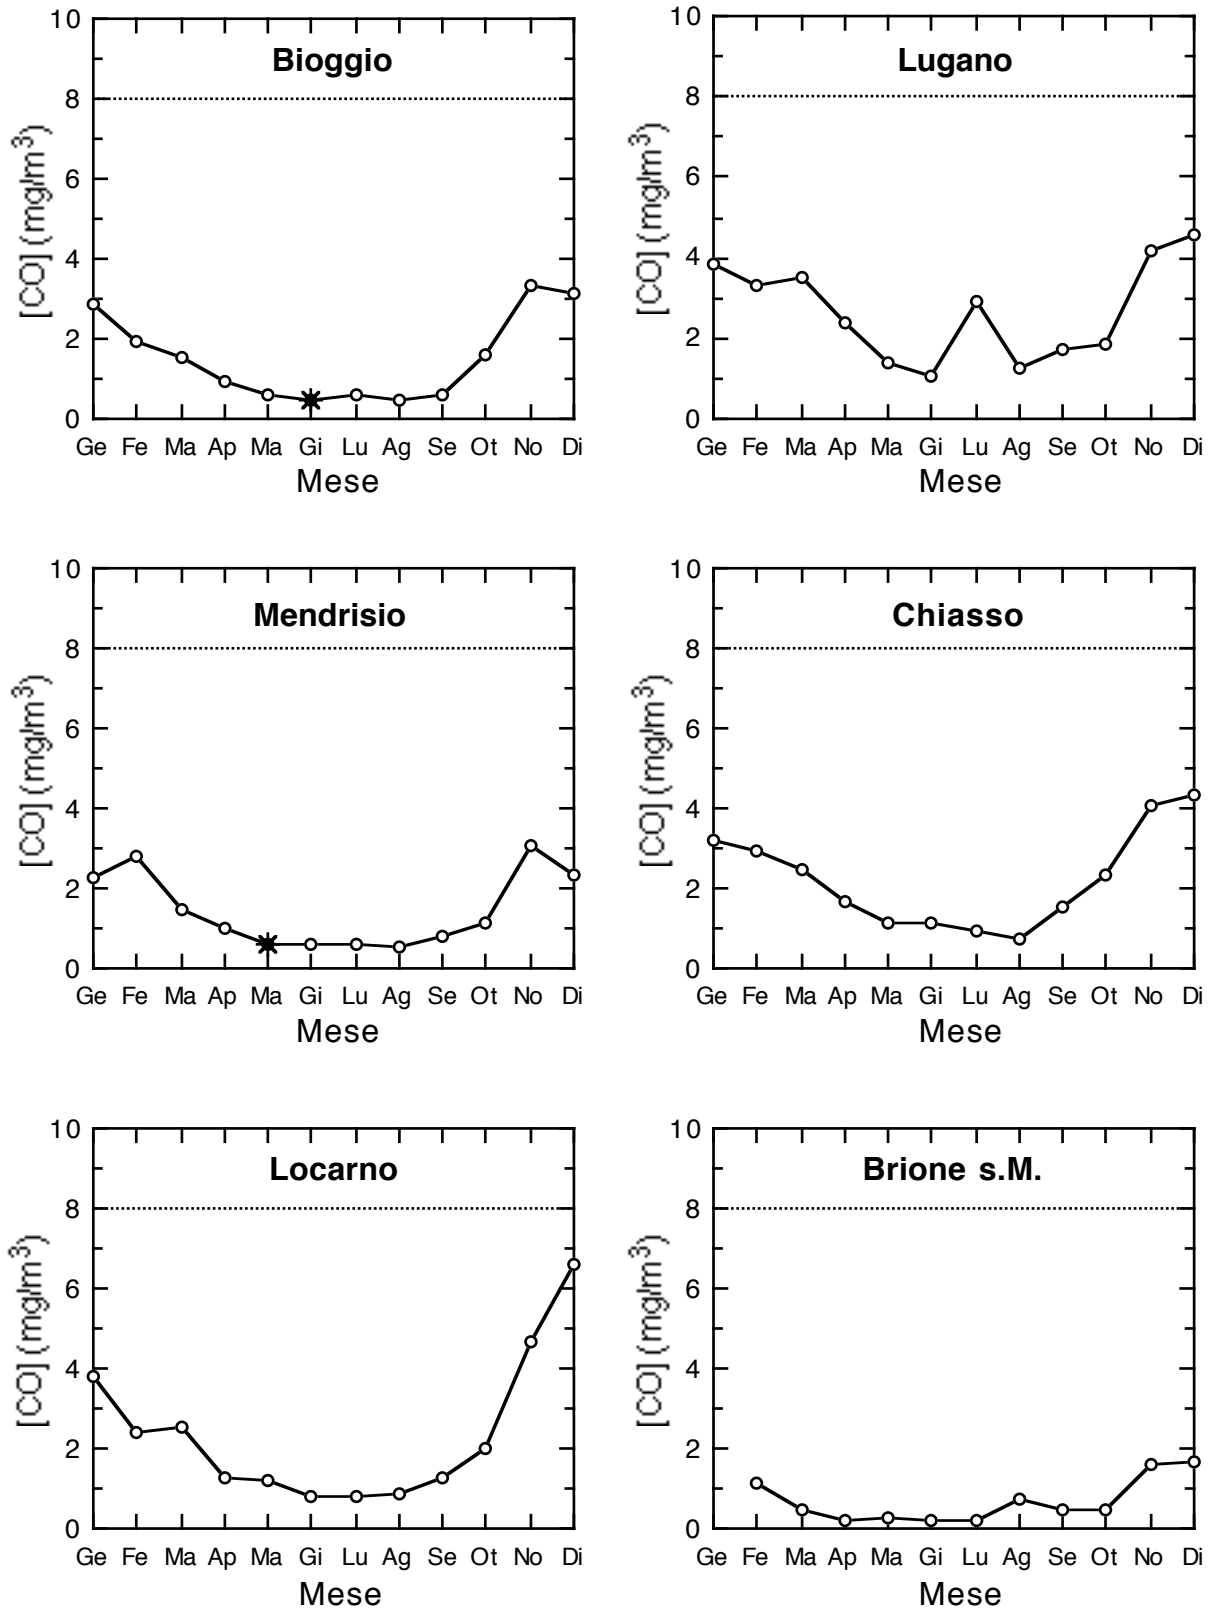 Bioggio
[CO] (mg/m³)
10
8
6
4
2
0
Ge Fe Ma Ap Ma Gi Lu Ag Se Ot No Di
Mese
Lugano
[CO] (mg/m³)
10
8
6
4
2
0
Ge Fe Ma Ap Ma Gi Lu Ag Se Ot No Di
Mese
Mendrisio
[CO] (mg/m³)
10
8
6
4
2
0
Ge Fe Ma Ap Ma Gi Lu Ag Se Ot No Di
Mese
Chiasso
[CO] (mg/m³)
10
8
6
4
2
0
Ge Fe Ma Ap Ma Gi Lu Ag Se Ot No Di
Mese
Locarno
[CO] (mg/m³)
10
8
6
4
2
0
Ge Fe Ma Ap Ma Gi Lu Ag Se Ot No Di
Mese
Brione s.M.
[CO] (mg/m³)
10
8
6
4
2
0
Ge Fe Ma Ap Ma Gi Lu Ag Se Ot No Di
Mese